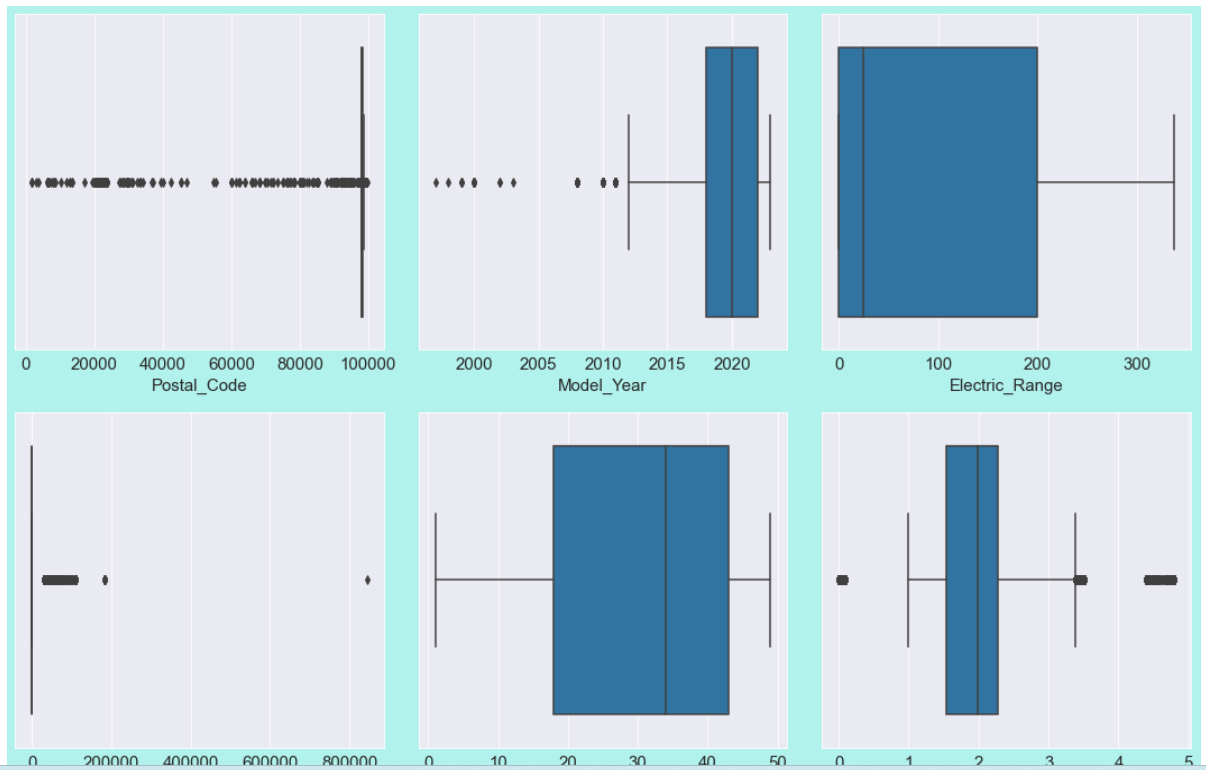 0 20000 40000 60000 80000 100000
Postal_Code
2000 2005 2010 2015 2020
Model_Year
0 100 200 300
Electric_Range
0 200000 400000 600000 800000
0 10 20 30 40 50
0 1 2 3 4 5